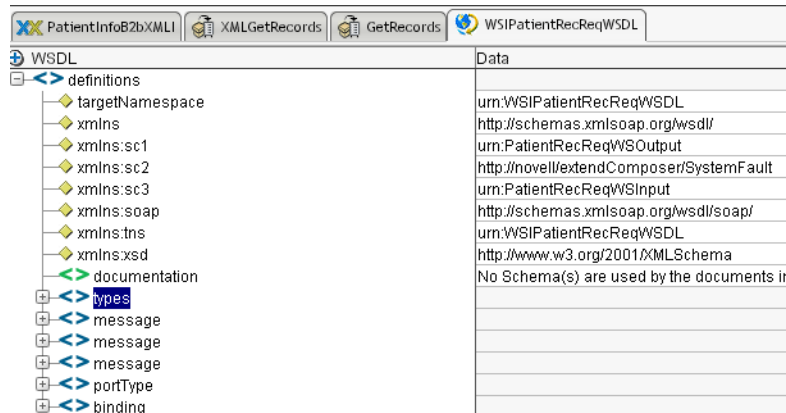 PatientInfoB2bXMLI XMLGetRecords GetRecords WSIPatientRecReqWSDL
WSDL Data
definitions
targetNamespace urn:WSIPatientRecReqWSDL
xmlns http://schemas.xmlsoap.org/wsdl/
xmlns:sc1 urn:PatientRecReqWSOutput
xmlns:sc2 http://novell/extendComposer/SystemFault
xmlns:sc3 urn:PatientRecReqWSInput
xmlns:soap http://schemas.xmlsoap.org/wsdl/soap/
xmlns:tns urn:WSIPatientRecReqWSDL
xmlns:xsd http://www.w3.org/2001/XMLSchema
documentation No Schema(s) are used by the documents in
types
message
message
message
portType
binding